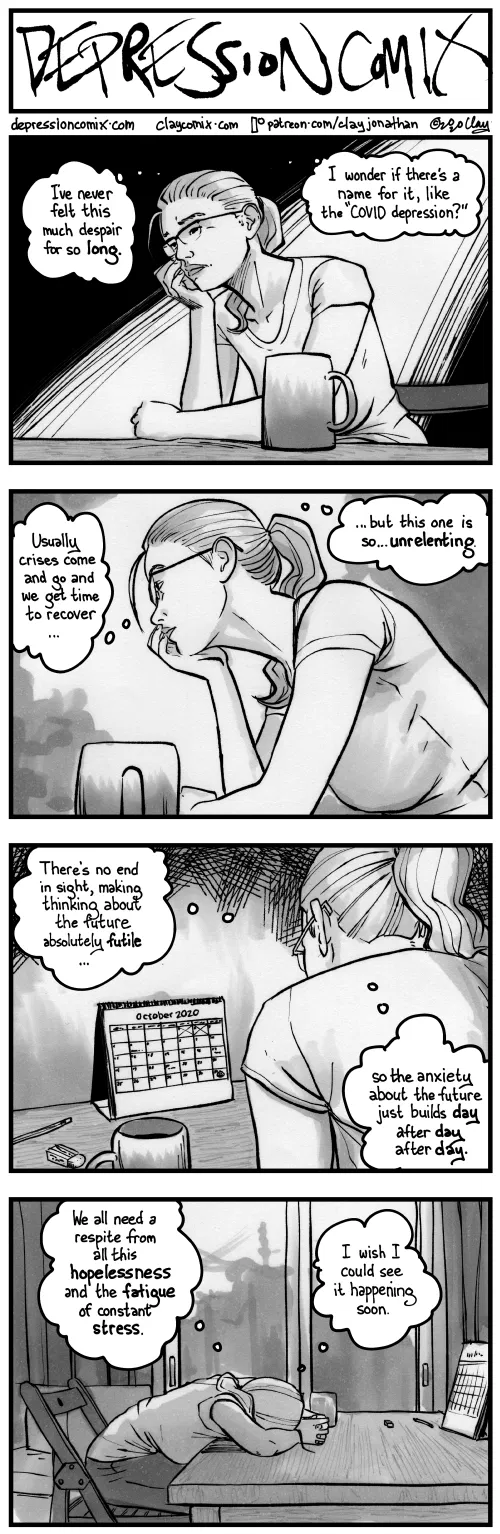 DEPRESSION COMIX
depressioncomix.com claycomix.com patreon.com/clayjonathan ©2020 Clay
I've never
felt this
much despair
for so long.
I wonder if there's a
name for it, like
the "COVID depression?"
Usually
crises come
and go and
we get time
to recover
...
...but this one is
so...unrelenting.
There's no end
in sight, making
thinking about
the future
absolutely futile
...
October 2020
so the anxiety
about the future
just builds day
after day
after day.
We all need a
respite from
all this
hopelessness
and the fatigue
of constant
stress.
I wish I
could see
it happening
soon.